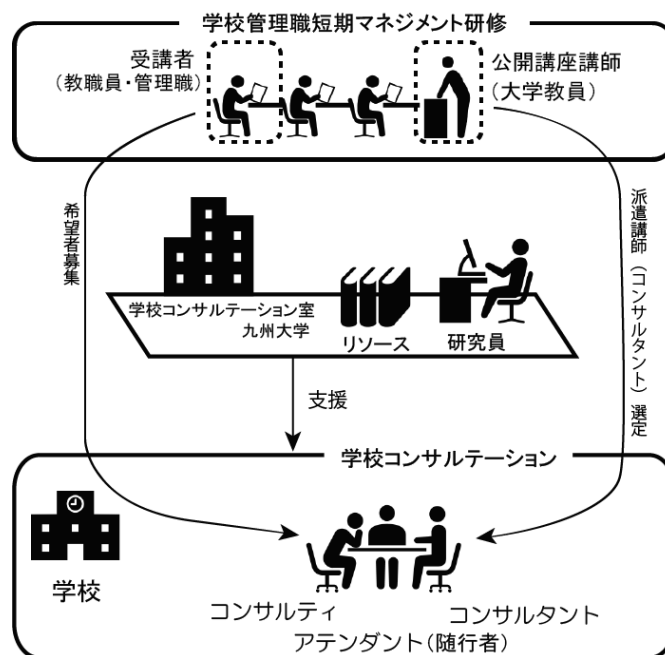 学校管理職短期マネジメント研修
受講者
(教職員・管理職)
公開講座講師
(大学教員)
希望者募集
派遣講師(コンサルタント)選定
学校コンサルテーション室
九州大学
リソース
研究員
支援
学校コンサルテーション
学校
コンサルティ
コンサルタント
アテンダント(随行者)